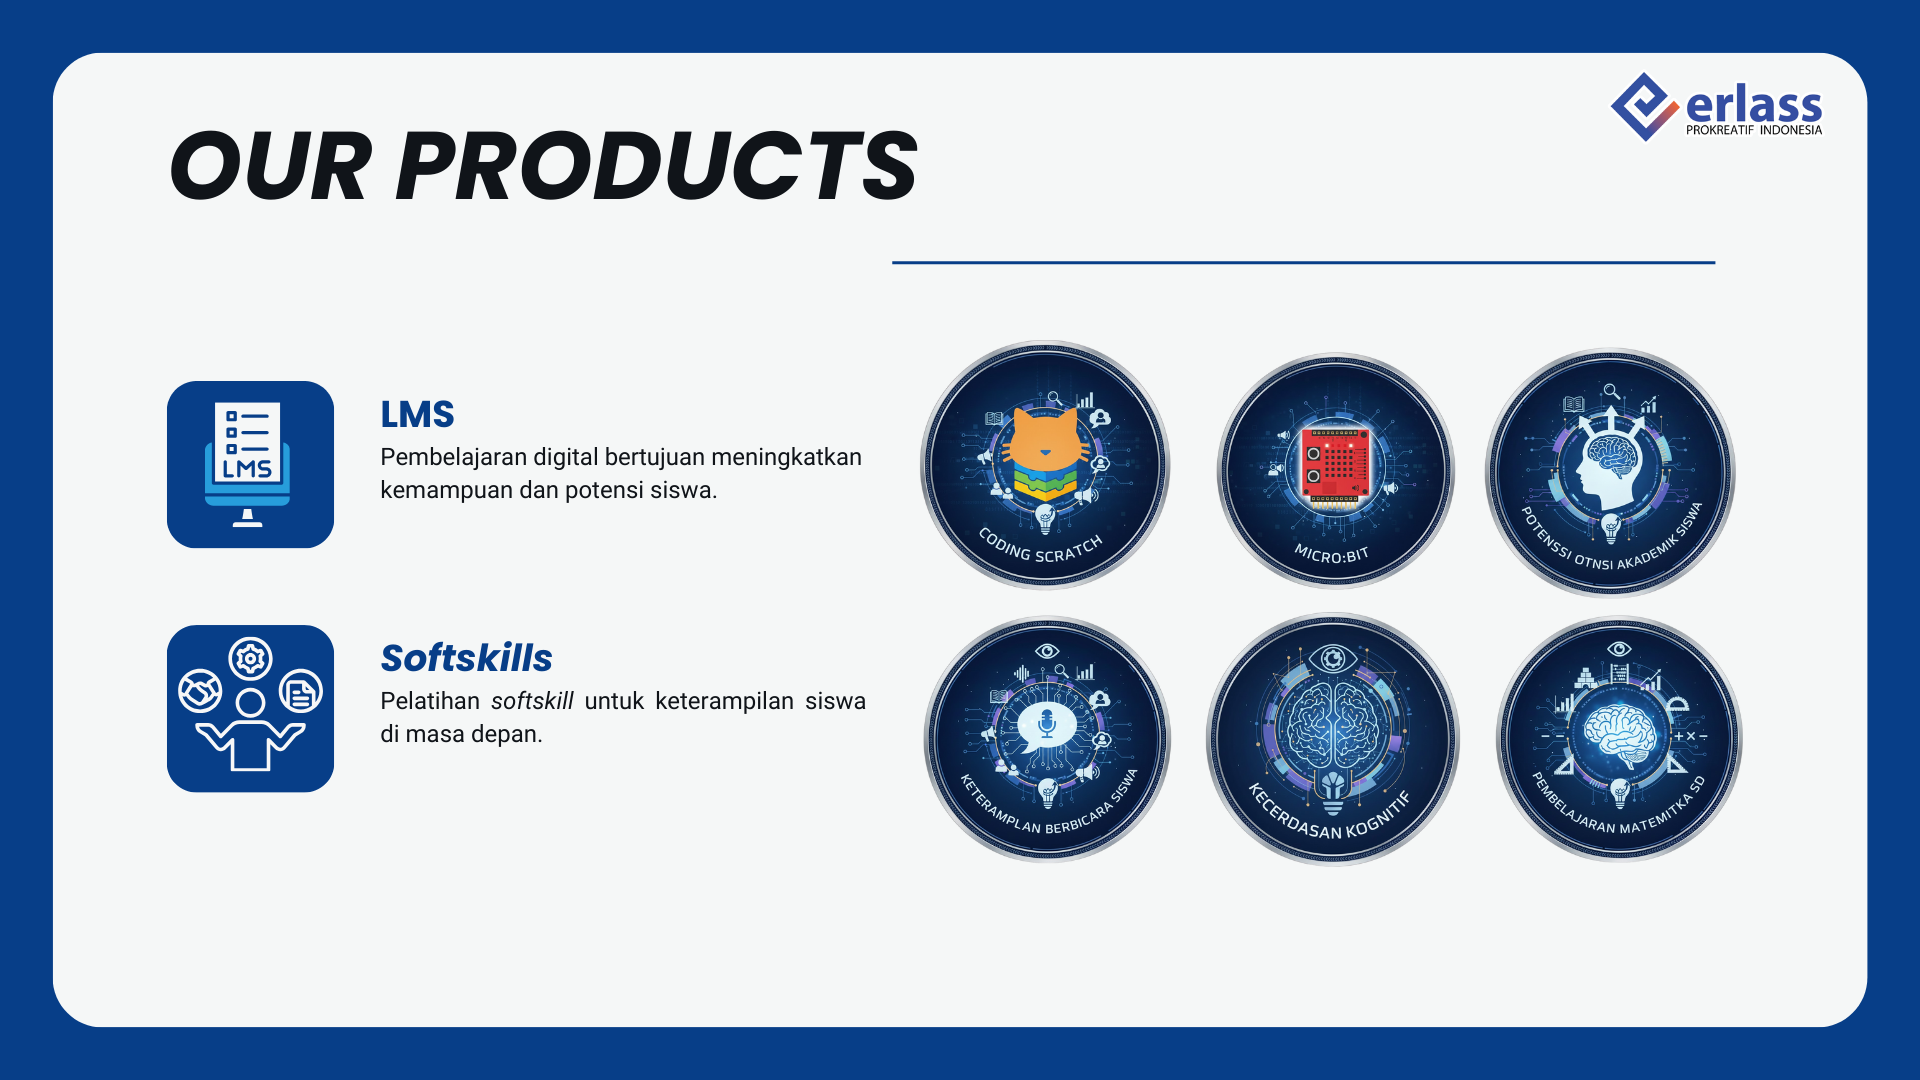 erlass
PROKREATIF INDONESIA
OUR PRODUCTS
LMS
LMS
Pembelajaran digital bertujuan meningkatkan
kemampuan dan potensi siswa.
Softskills
Pelatihan softskill untuk keterampilan siswa
di masa depan.
CODING SCRATCH
MICRO:BIT
POTENSSI OTNSI AKADEMIK SISWA
KETERAMPLAN BERBICARA SISWA
KECERDASAN KOGNITIF
PEMBELAJARAN MATEMITKA SD